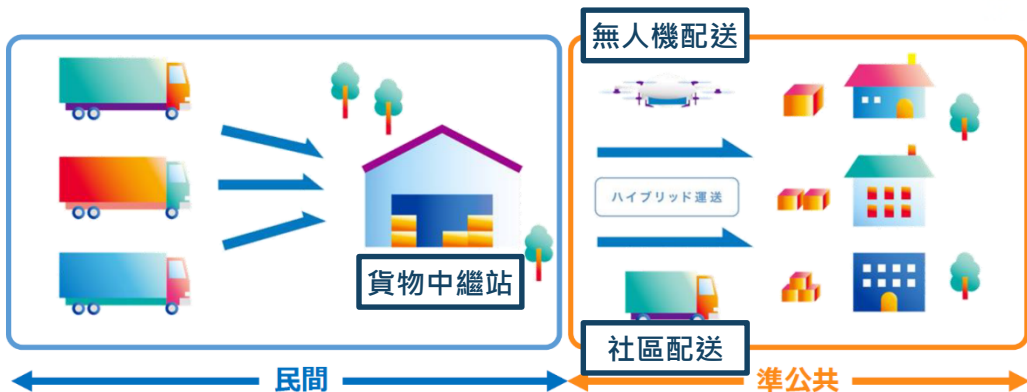 無人機配送
ハイブリッド運送
貨物中繼站
社區配送
民間
準公共